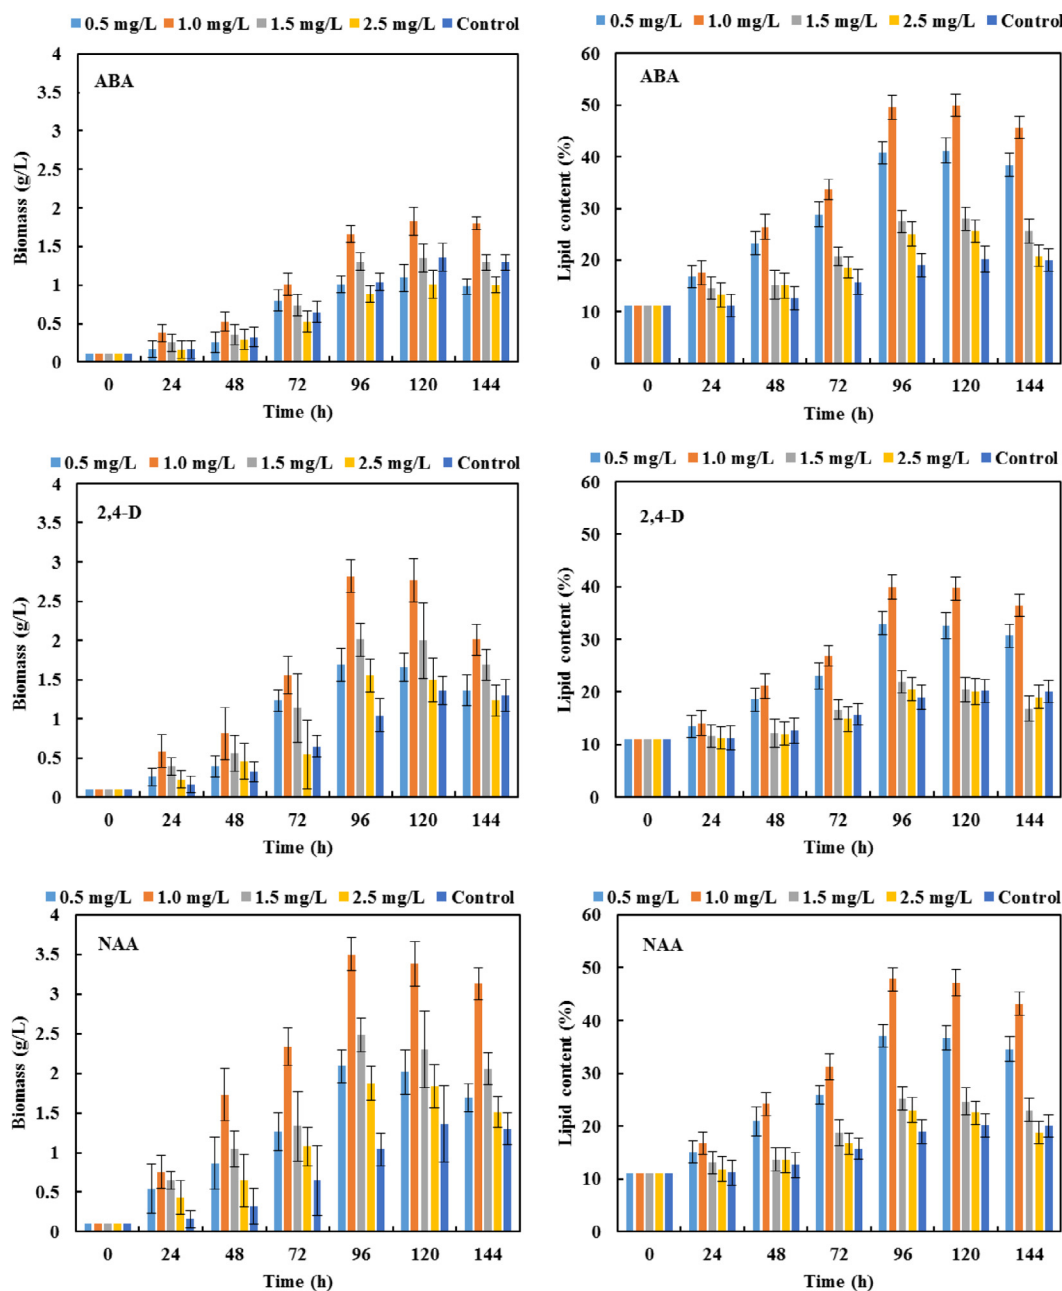 0.5 mg/L 1.0 mg/L 1.5 mg/L 2.5 mg/L Control
ABA
Biomass (g/L)
4
3.5
3
2.5
2
1.5
1
0.5
0
0 24 48 72 96 120 144
Time (h)
0.5 mg/L 1.0 mg/L 1.5 mg/L 2.5 mg/L Control
ABA
Lipid content (%)
60
50
40
30
20
10
0
0 24 48 72 96 120 144
Time (h)
0.5 mg/L 1.0 mg/L 1.5 mg/L 2.5 mg/L Control
2,4-D
Biomass (g/L)
4
3.5
3
2.5
2
1.5
1
0.5
0
0 24 48 72 96 120 144
Time (h)
0.5 mg/L 1.0 mg/L 1.5 mg/L 2.5 mg/L Control
2,4-D
Lipid content (%)
60
50
40
30
20
10
0
0 24 48 72 96 120 144
Time (h)
0.5 mg/L 1.0 mg/L 1.5 mg/L 2.5 mg/L Control
NAA
Biomass (g/L)
4
3.5
3
2.5
2
1.5
1
0.5
0
0 24 48 72 96 120 144
Time (h)
0.5 mg/L 1.0 mg/L 1.5 mg/L 2.5 mg/L Control
NAA
Lipid content (%)
60
50
40
30
20
10
0
0 24 48 72 96 120 144
Time (h)